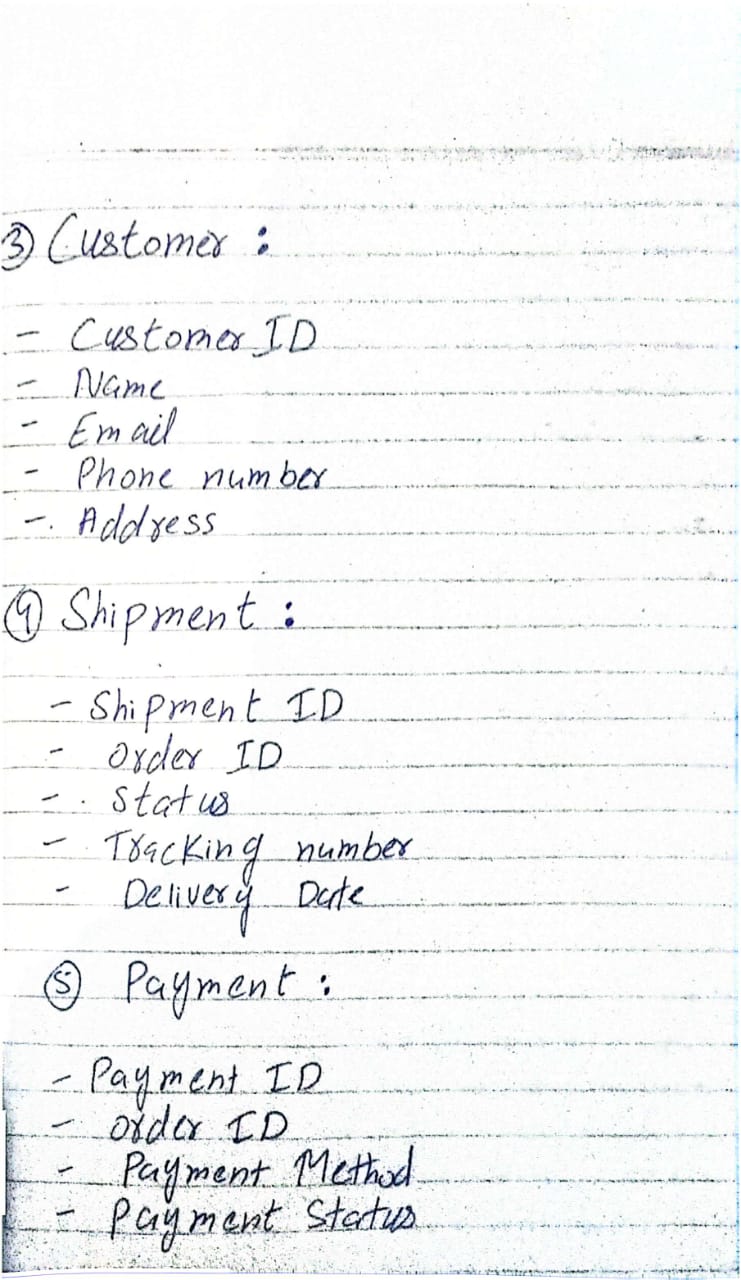 ③ Customer :
- Customer ID
- Name
- Email
- Phone number
- Address
④ Shipment :
- Shipment ID
- Order ID
- Status
- Tracking number
- Delivery Date
⑤ Payment :
- Payment ID
- Order ID
- Payment Method
- Payment Status